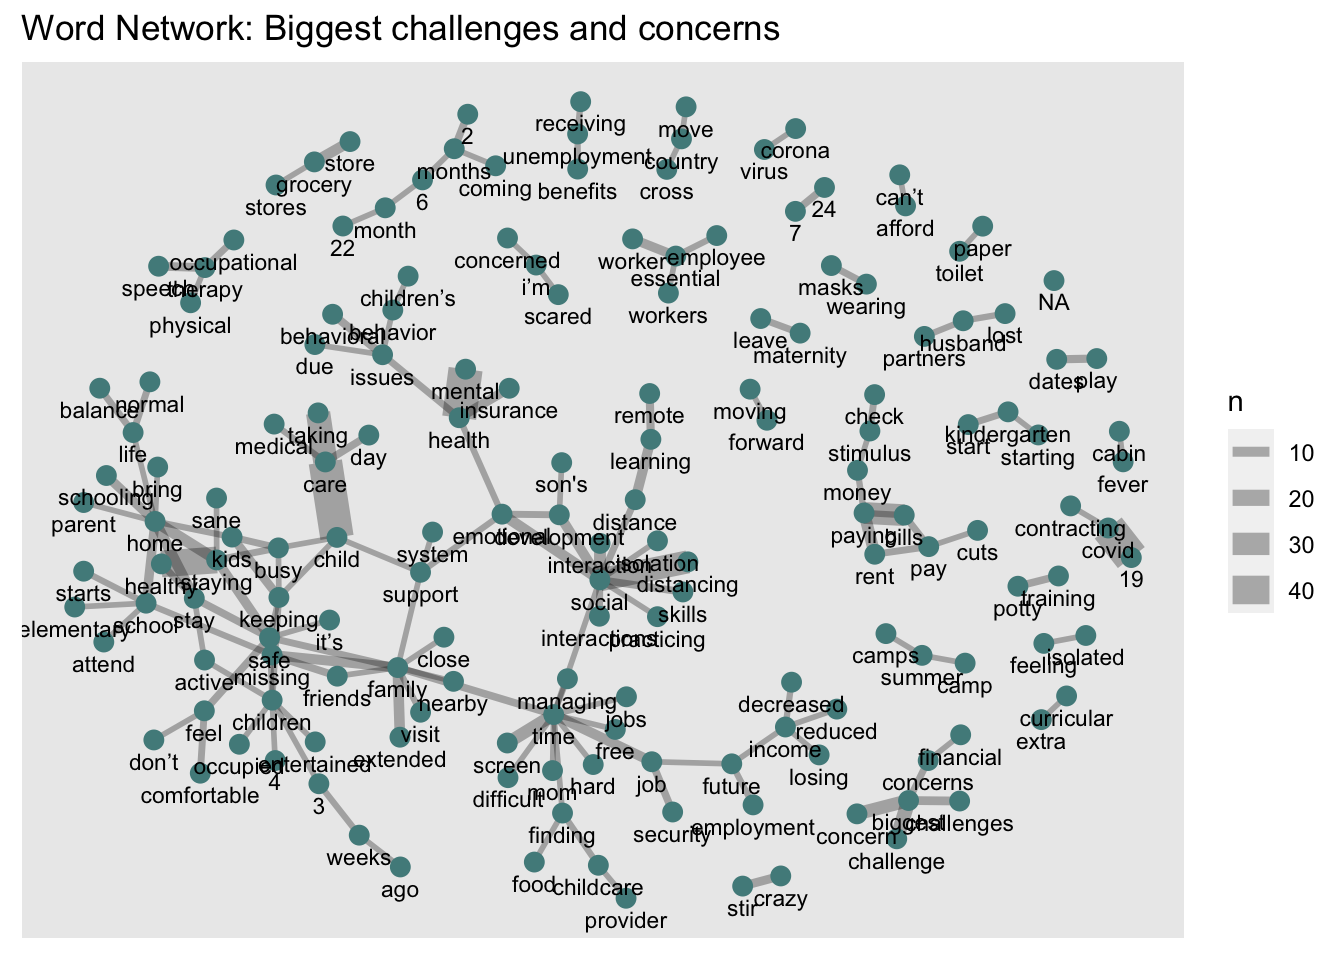 Word Network: Biggest challenges and concerns
2
receiving
move
corona
store
months
unemployment
country
virus
grocery
coming
benefits
cross
can't
stores
6
24
afford
month
7
22
paper
occupational
concerned
worker
employee
toilet
speech
therapy
i'm
essential
masks
NA
physical
children's
scared
workers
wearing
behavioral
behavior
leave
husband
lost
due
issues
maternity
partners
dates
play
mental
balance
normal
insurance
remote
moving
check
kindergarten
taking
health
forward
start
medical
day
learning
stimulus
starting
cabin
life
care
son's
money
fever
schooling
bring
parent
sane
distance
contracting
home
system
emotional
development
paying
bills
covid
kids
child
interaction
isolation
pay
cuts
19
healthy
staying
busy
distancing
rent
starts
support
social
skills
potty
training
elementary
school
stay
keeping
interactions
practicing
attend
it's
camps
feeling
isolated
safe
close
summer
active
missing
friends
family
nearby
managing
camp
children
visit
jobs
decreased
curricular
feel
time
free
income
reduced
extra
don't
occupied
entertained
extended
screen
hard
job
losing
financial
comfortable
4
difficult
mom
future
concerns
3
finding
security
employment
concern
biggest
challenges
weeks
challenge
ago
food
childcare
stir
crazy
provider
n
10
20
30
40